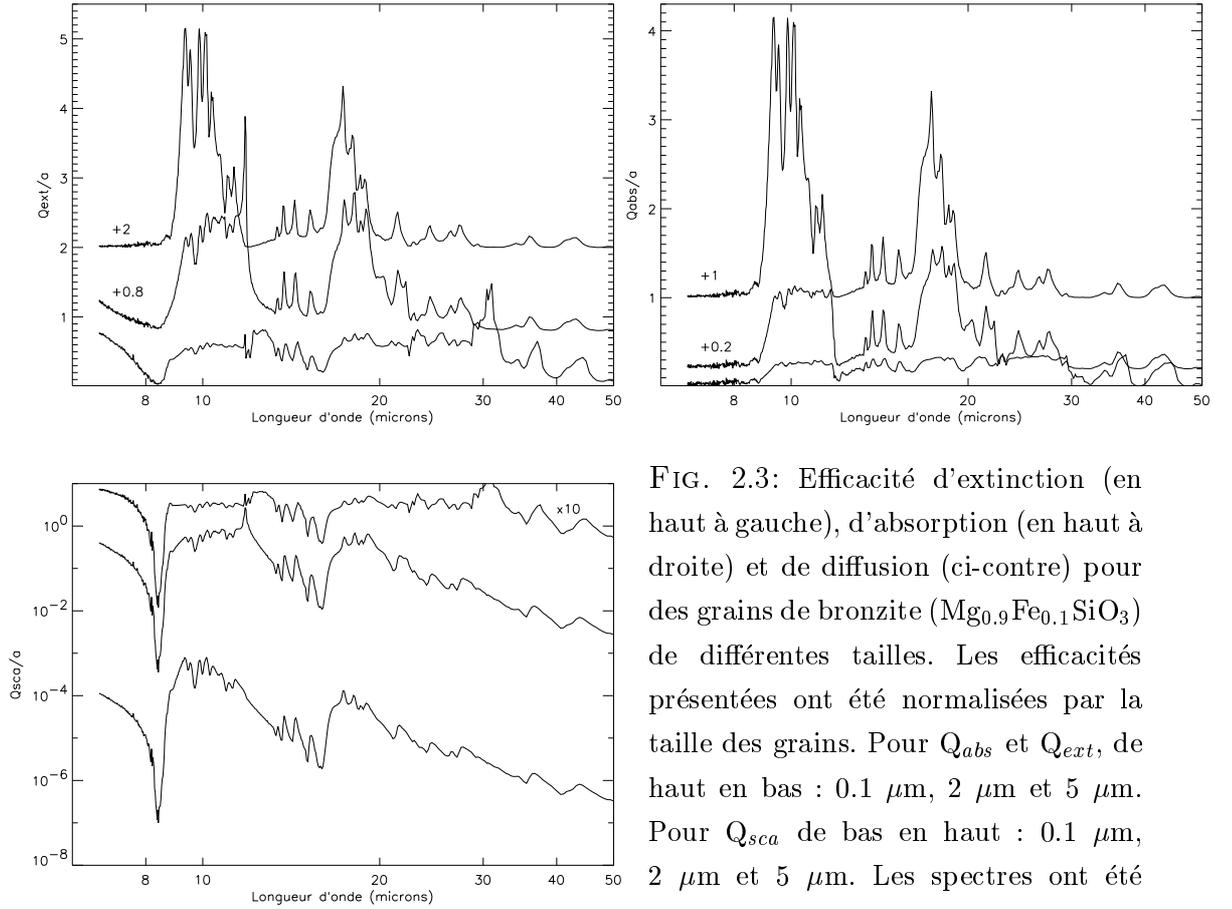 5
4
3
2
1
Qext/a
+2
+0.8
8 10 20 30 40 50
Longueur d'onde (microns)
4
3
2
1
Qabs/a
+1
+0.2
8 10 20 30 40 50
Longueur d'onde (microns)
10^0
10^-2
10^-4
10^-6
10^-8
Qsca/a
x10
8 10 20 30 40 50
Longueur d'onde (microns)
FIG. 2.3: Efficacité d'extinction (en
haut à gauche), d'absorption (en haut à
droite) et de diffusion (ci-contre) pour
des grains de bronzite (Mg0.9Fe0.1SiO3)
de différentes tailles. Les efficacités
présentées ont été normalisées par la
taille des grains. Pour Qabs et Qext, de
haut en bas : 0.1 μm, 2 μm et 5 μm.
Pour Qsca de bas en haut : 0.1 μm,
2 μm et 5 μm. Les spectres ont été